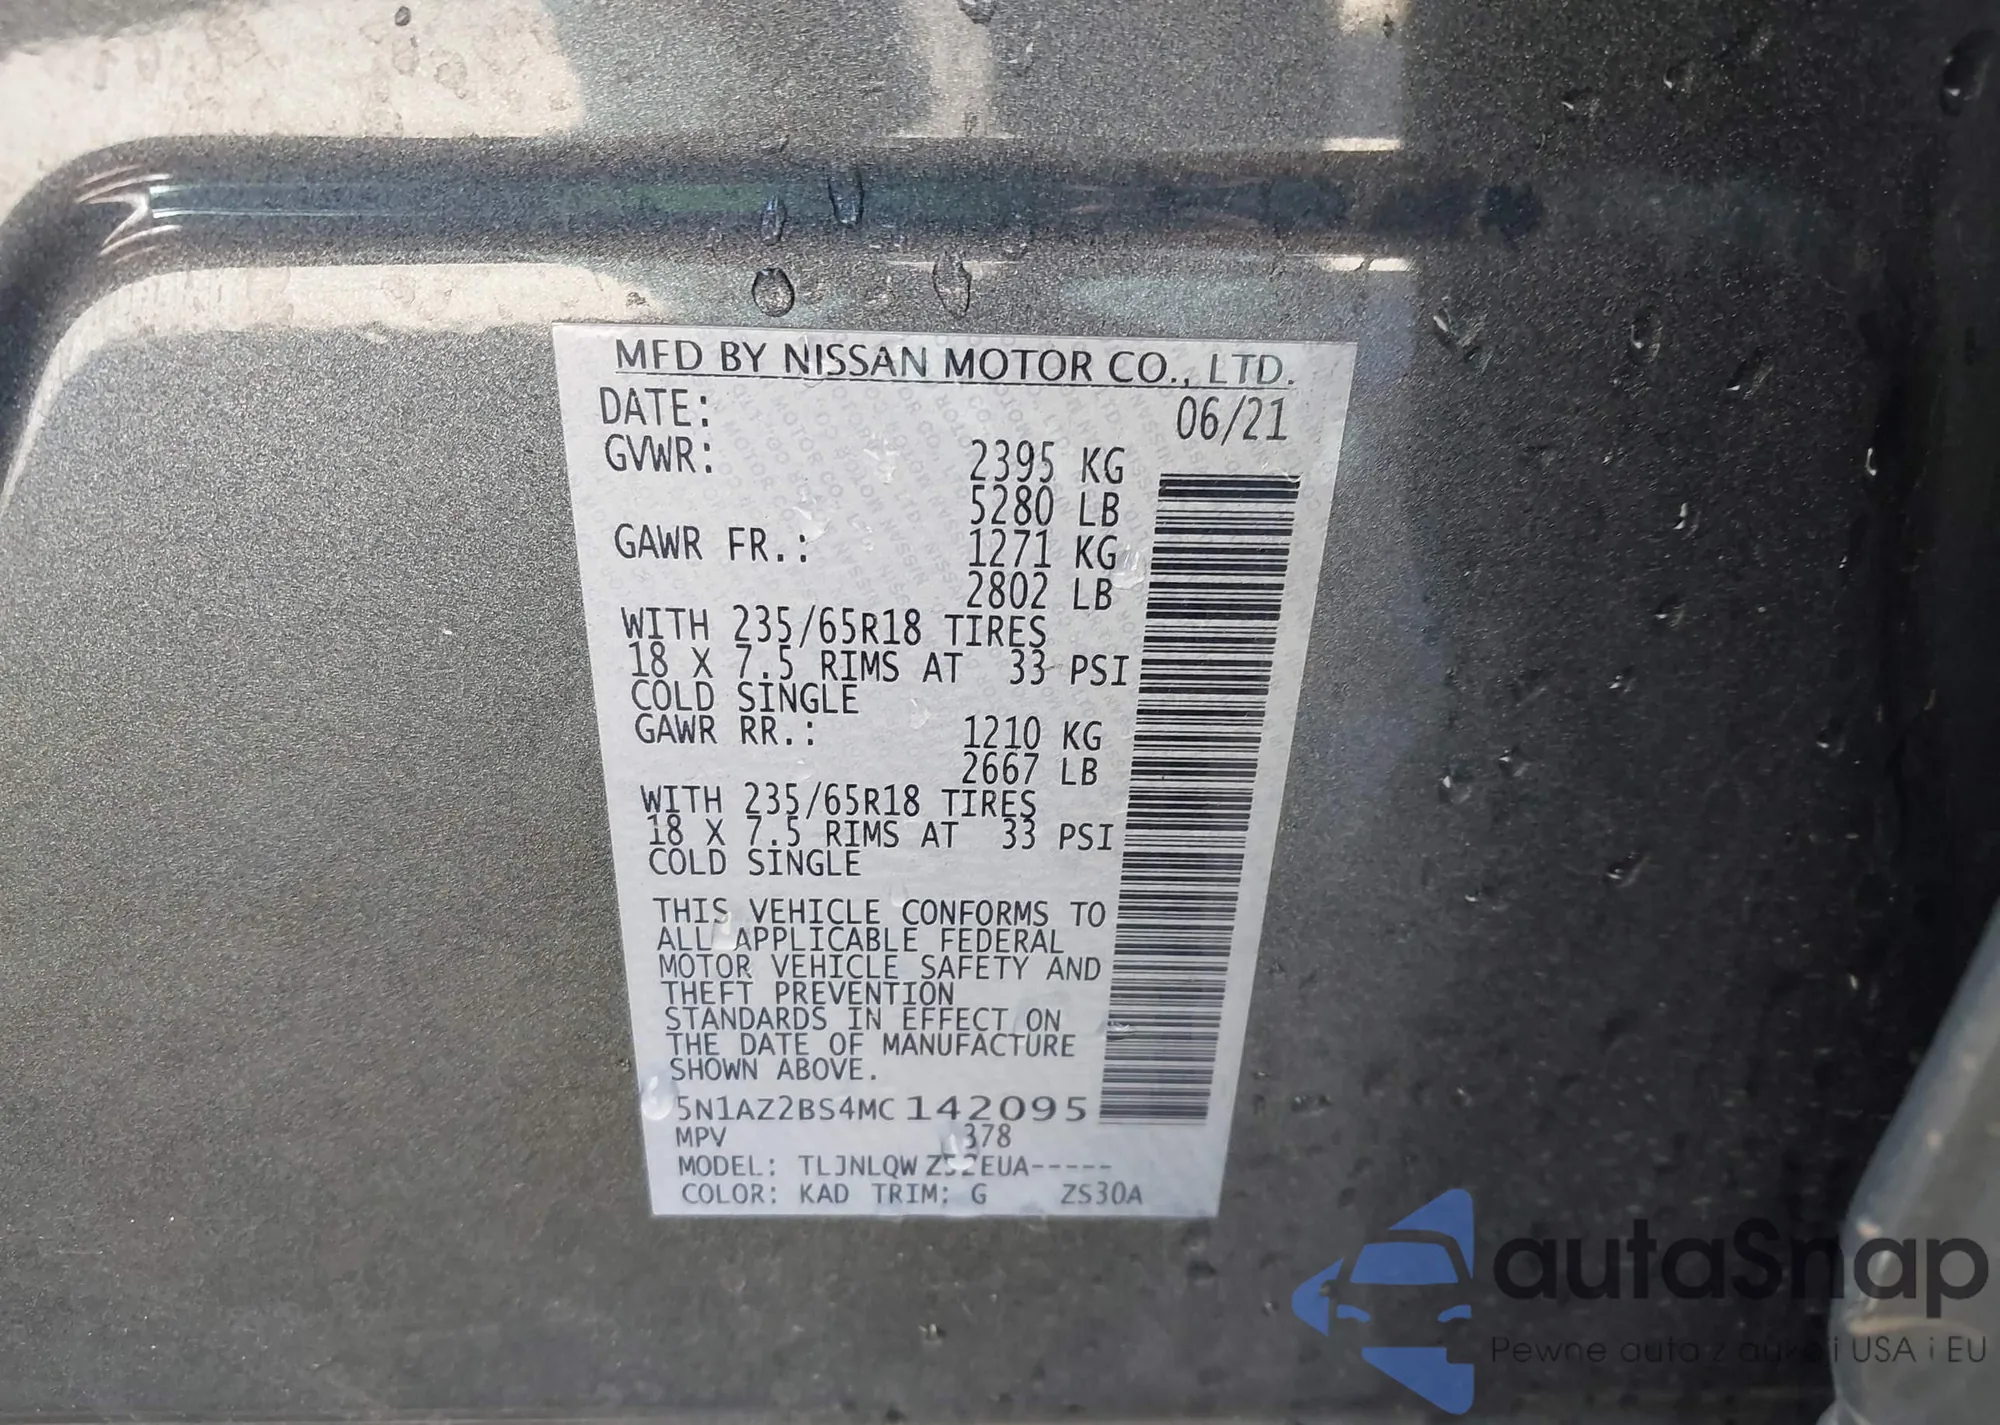 MFD BY NISSAN MOTOR CO., LTD.
DATE: 06/21
GVWR: 2395 KG
5280 LB
GAWR FR.: 1271 KG
2802 LB
WITH 235/65R18 TIRES
18 X 7.5 RIMS AT 33 PSI
COLD SINGLE
GAWR RR.: 1210 KG
2667 LB
WITH 235/65R18 TIRES
18 X 7.5 RIMS AT 33 PSI
COLD SINGLE
THIS VEHICLE CONFORMS TO
ALL APPLICABLE FEDERAL
MOTOR VEHICLE SAFETY AND
THEFT PREVENTION
STANDARDS IN EFFECT ON
THE DATE OF MANUFACTURE
SHOWN ABOVE.
5N1AZ2BS4MC142095
MPV 378
MODEL: TLJNLQW Z52EUA-----
COLOR: KAD TRIM: G ZS30A
autaSnap
Pewne auta z aukcji USA i EU